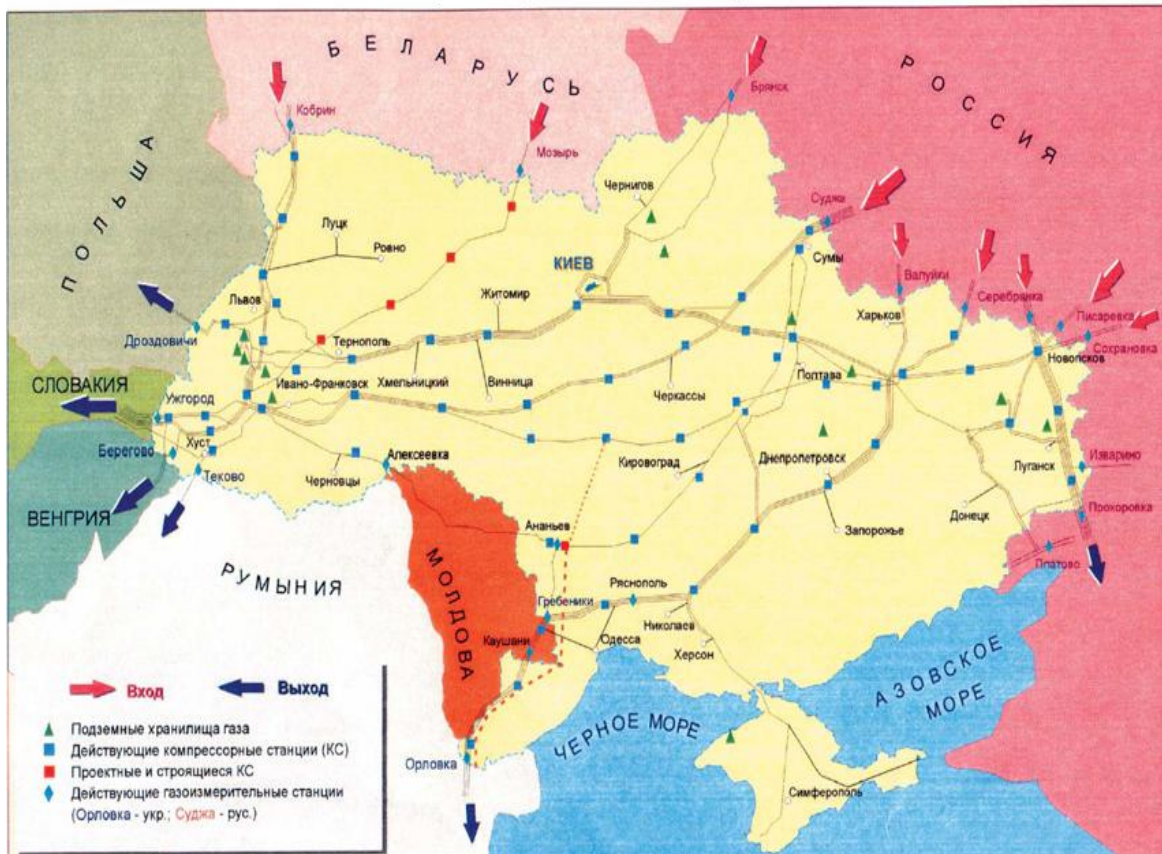 БЕЛАРУСЬ
РОССИЯ
ПОЛЬША
Брянск
Кобрин
Мозырь
Чернигов
Суджа
Луцк
Ровно
Сумы
КИЕВ
Валуйки
Житомир
Серебрянка
Львов
Писаревка
Харьков
Дроздовичи
Тернополь
Сохрановка
Новопсков
СЛОВАКИЯ
Ивано-Франковск
Хмельницкий
Винница
Полтава
Черкассы
Ужгород
Берегово
Хуст
Алексеевка
Кировоград
Днепропетровск
Луганск
Изварино
Теково
Черновцы
ВЕНГРИЯ
Запорожье
Донецк
Прохоровка
Ананьев
Платово
РУМЫНИЯ
МОЛДОВА
Ряснополь
Гребеники
Николаев
Каушаны
Одесса
Херсон
АЗОВСКОЕ
МОРЕ
ЧЕРНОЕ МОРЕ
Орловка
Симферополь
Вход
Выход
Подземные хранилища газа
Действующие компрессорные станции (КС)
Проектные и строящиеся КС
Действующие газоизмерительные станции
(Орловка - укр.; Суджа - рус.)